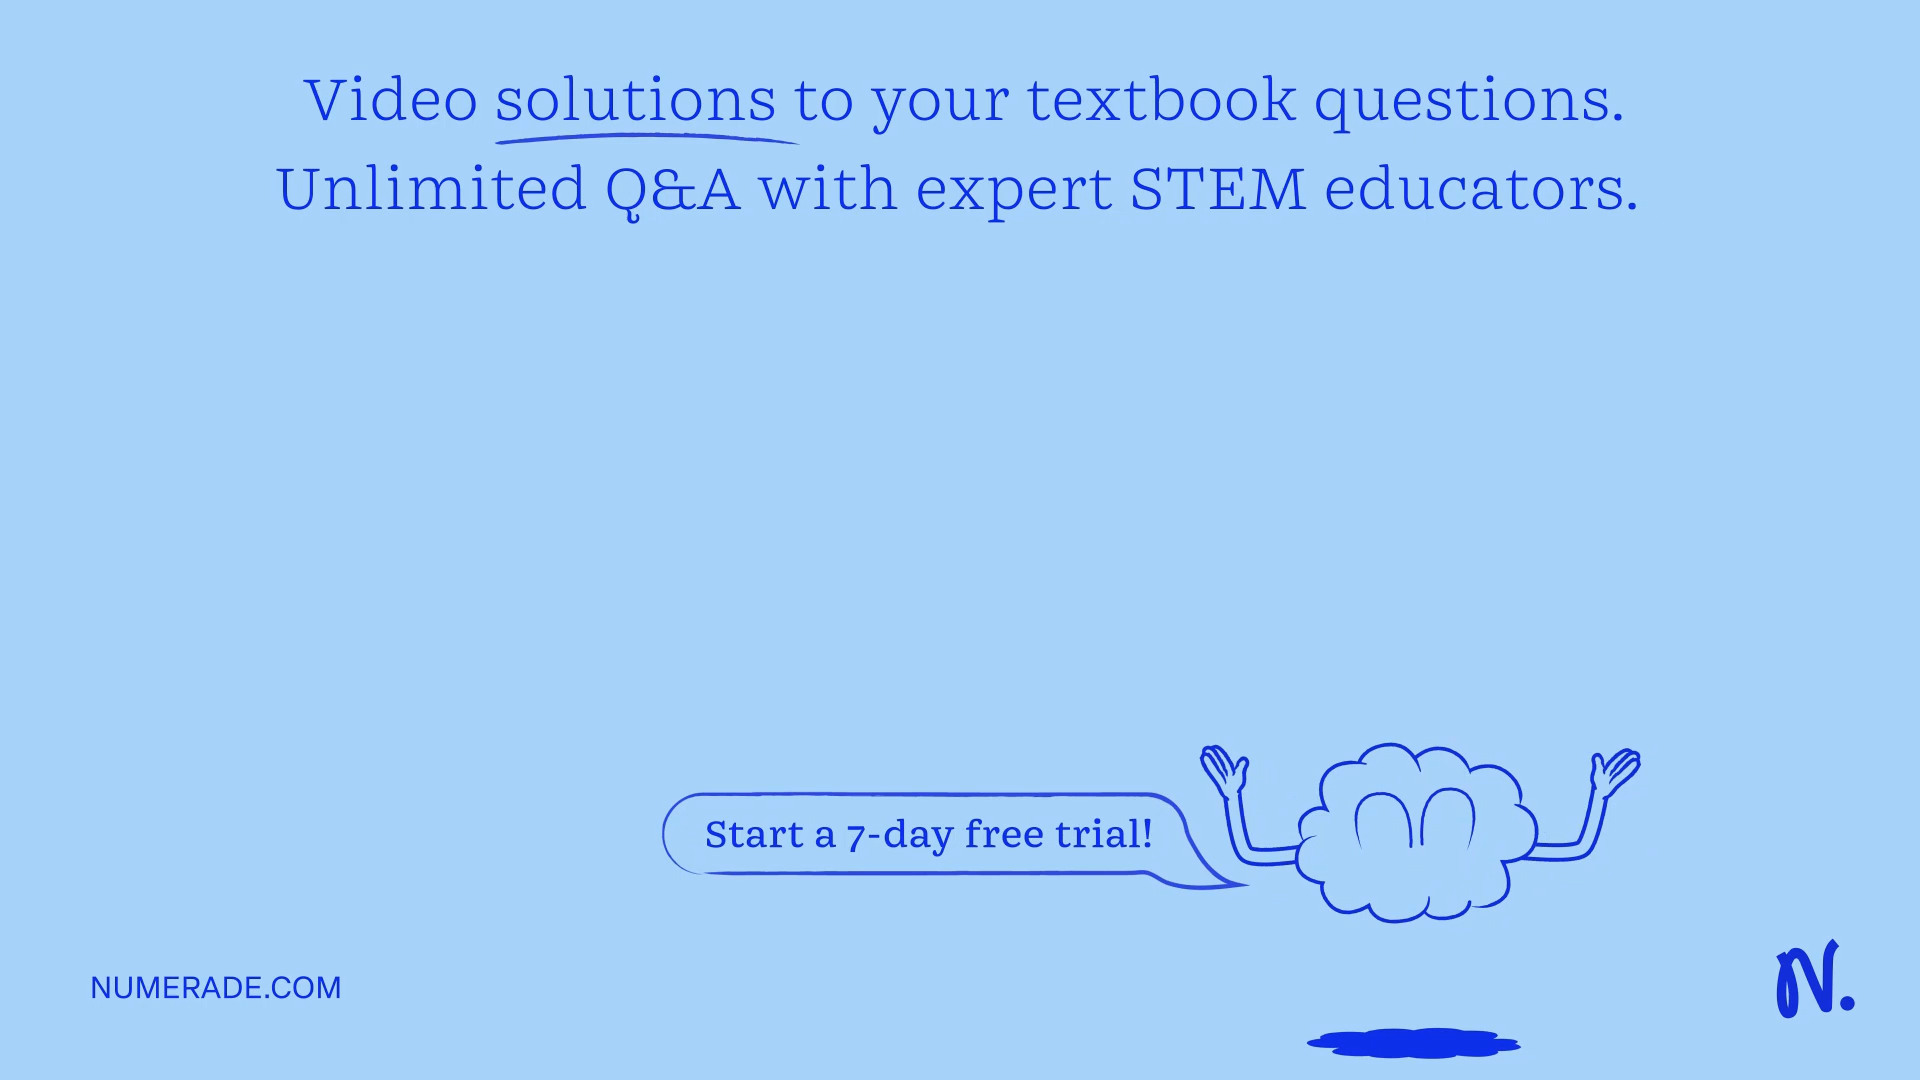 Video solutions to your textbook questions.
Unlimited Q&A with expert STEM educators.
Start a 7-day free trial!
NUMERADE.COM
N.